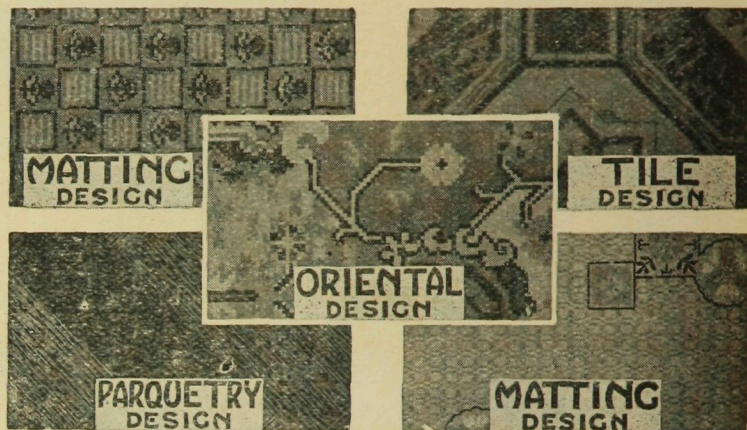 MATTING
DESIGN
TILE
DESIGN
ORIENTAL
DESIGN
PARQUETRY
DESIGN
MATTING
DESIGN